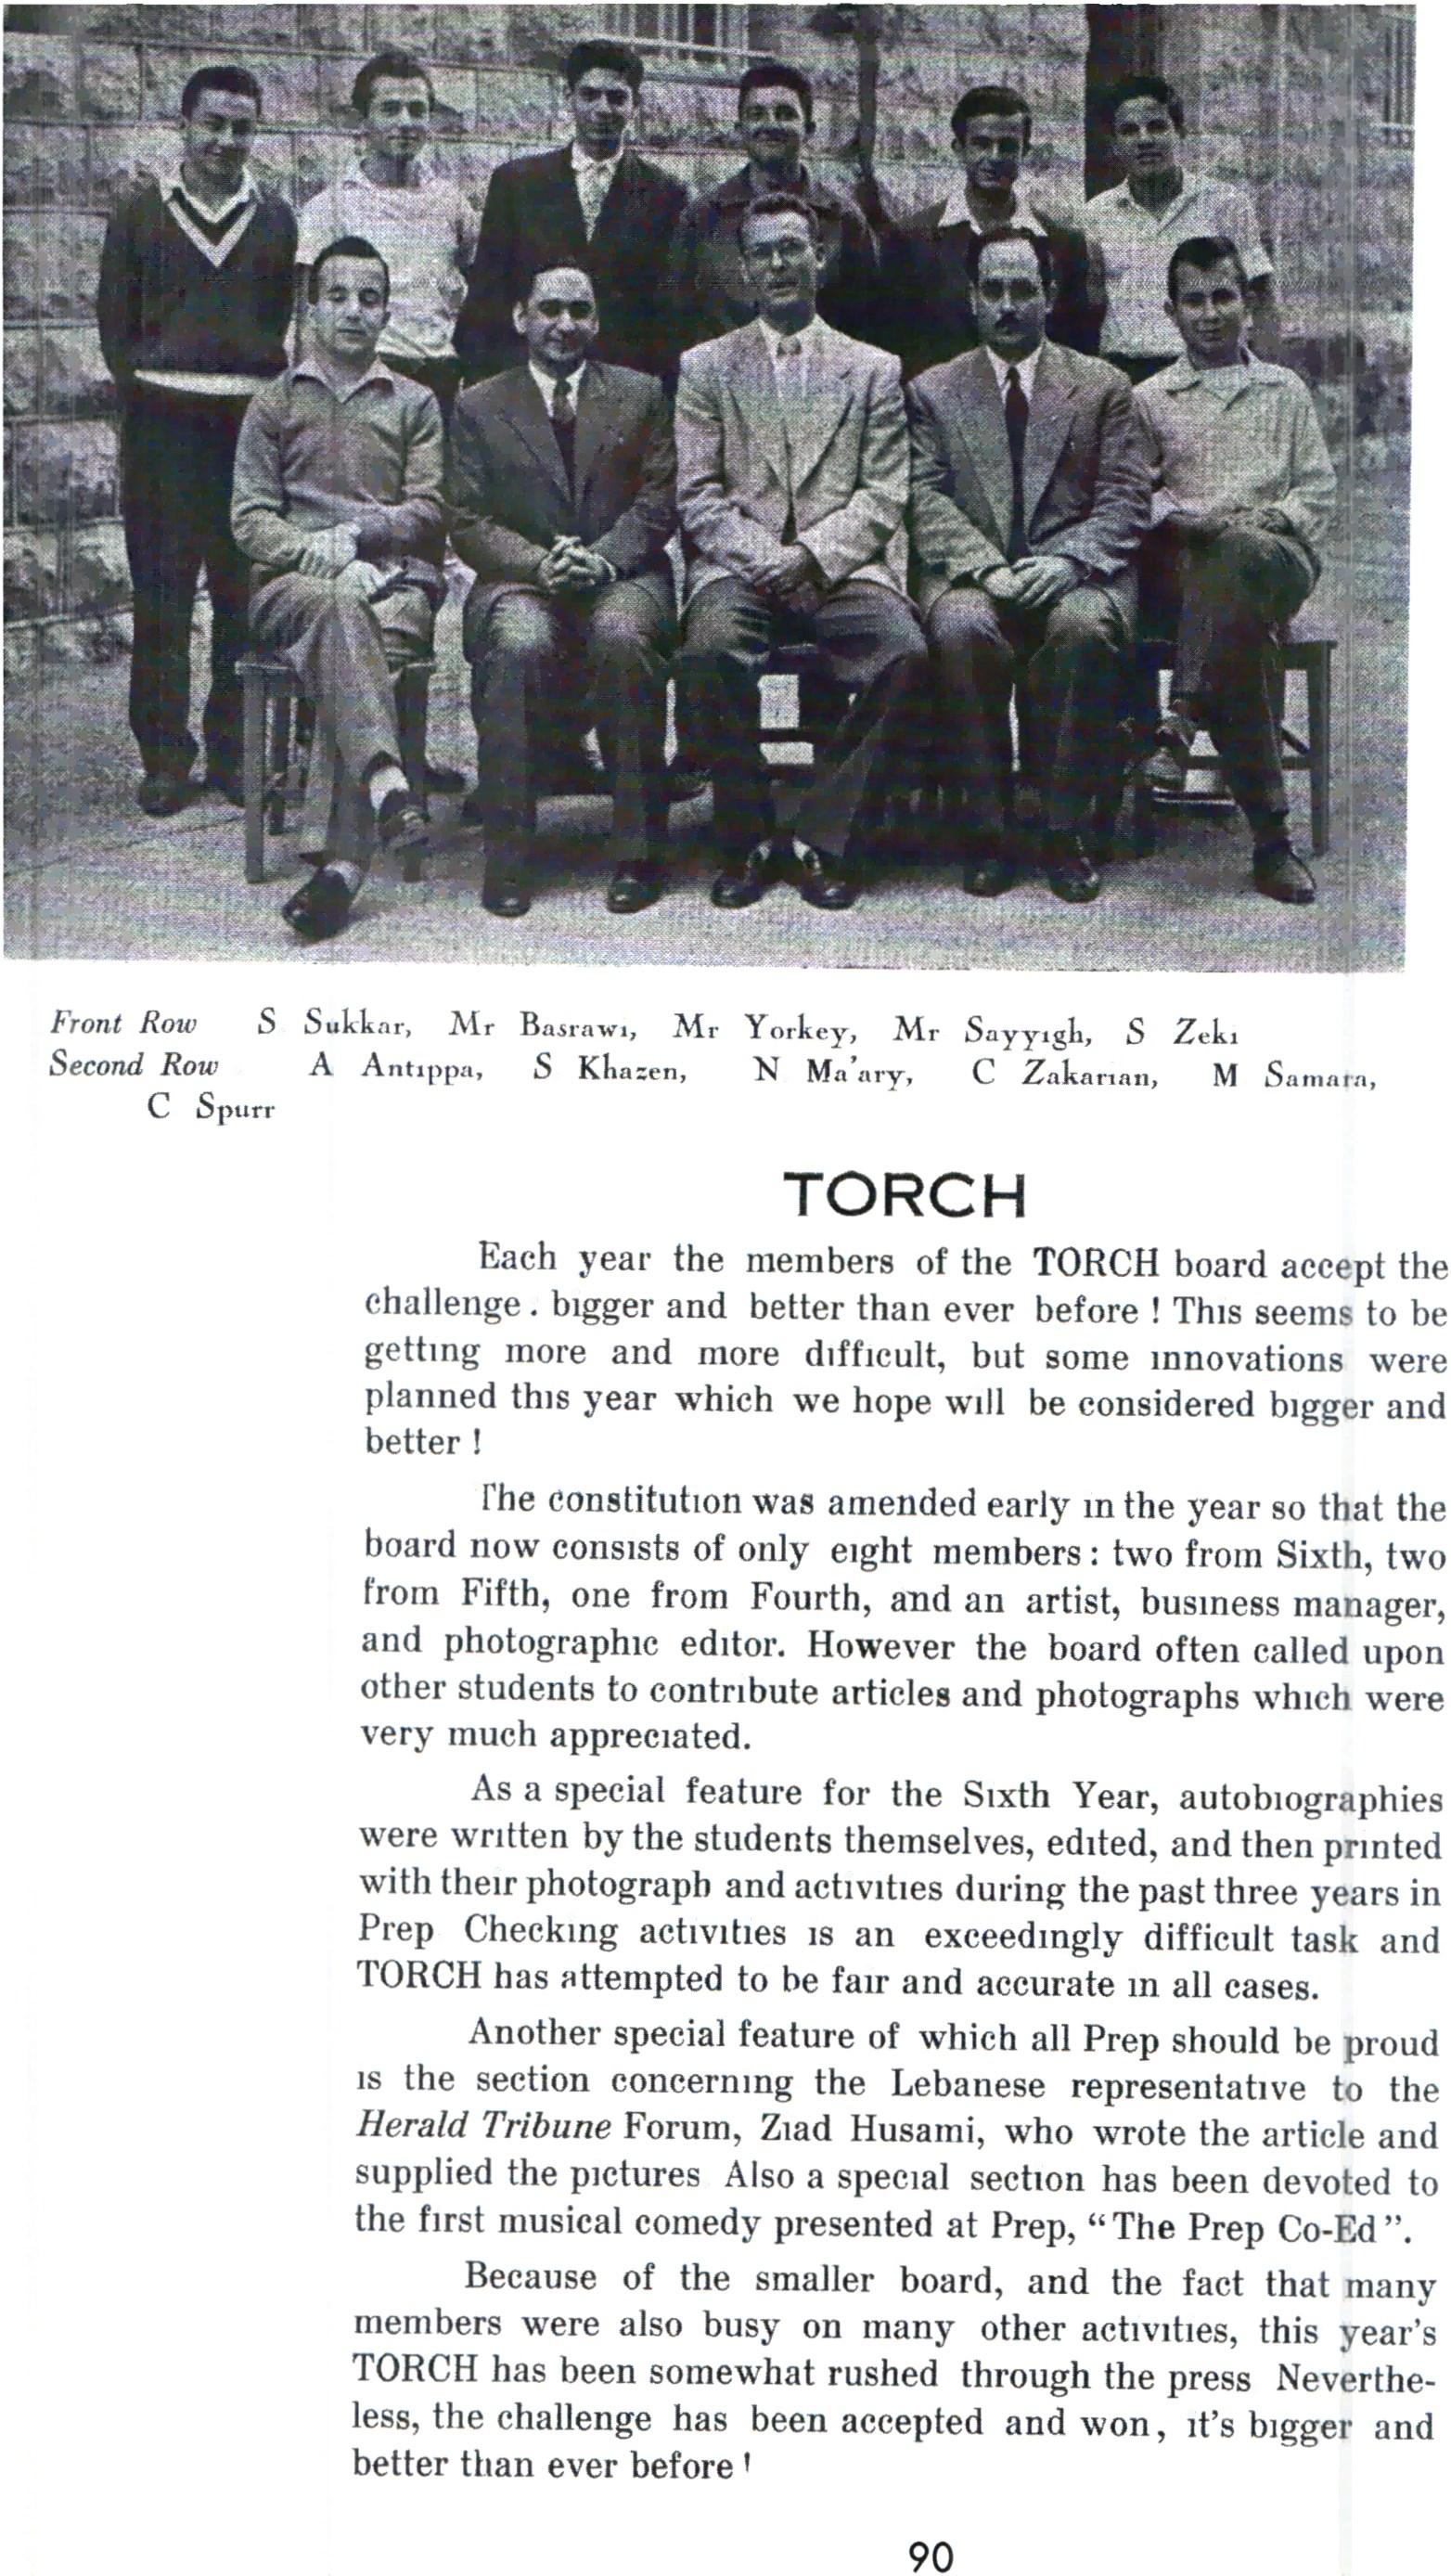 Front Row S Sukkar, Mr Basrawi, Mr Yorkey, Mr Sayyigh, S Zeki
Second Row A Antippa, S Khazen, N Ma'ary, C Zakarian, M Samara,
C Spurr
TORCH
Each year the members of the TORCH board accept the
challenge. bigger and better than ever before ! This seems to be
getting more and more difficult, but some innovations were
planned this year which we hope will be considered bigger and
better !
The constitution was amended early in the year so that the
board now consists of only eight members : two from Sixth, two
from Fifth, one from Fourth, and an artist, business manager,
and photographic editor. However the board often called upon
other students to contribute articles and photographs which were
very much appreciated.
As a special feature for the Sixth Year, autobiographies
were written by the students themselves, edited, and then printed
with their photograph and activities during the past three years in
Prep Checking activities is an exceedingly difficult task and
TORCH has attempted to be fair and accurate in all cases.
Another special feature of which all Prep should be proud
is the section concerning the Lebanese representative to the
Herald Tribune Forum, Ziad Husami, who wrote the article and
supplied the pictures Also a special section has been devoted to
the first musical comedy presented at Prep, “The Prep Co-Ed”.
Because of the smaller board, and the fact that many
members were also busy on many other activities, this year's
TORCH has been somewhat rushed through the press Neverthe-
less, the challenge has been accepted and won, it's bigger and
better than ever before !
90